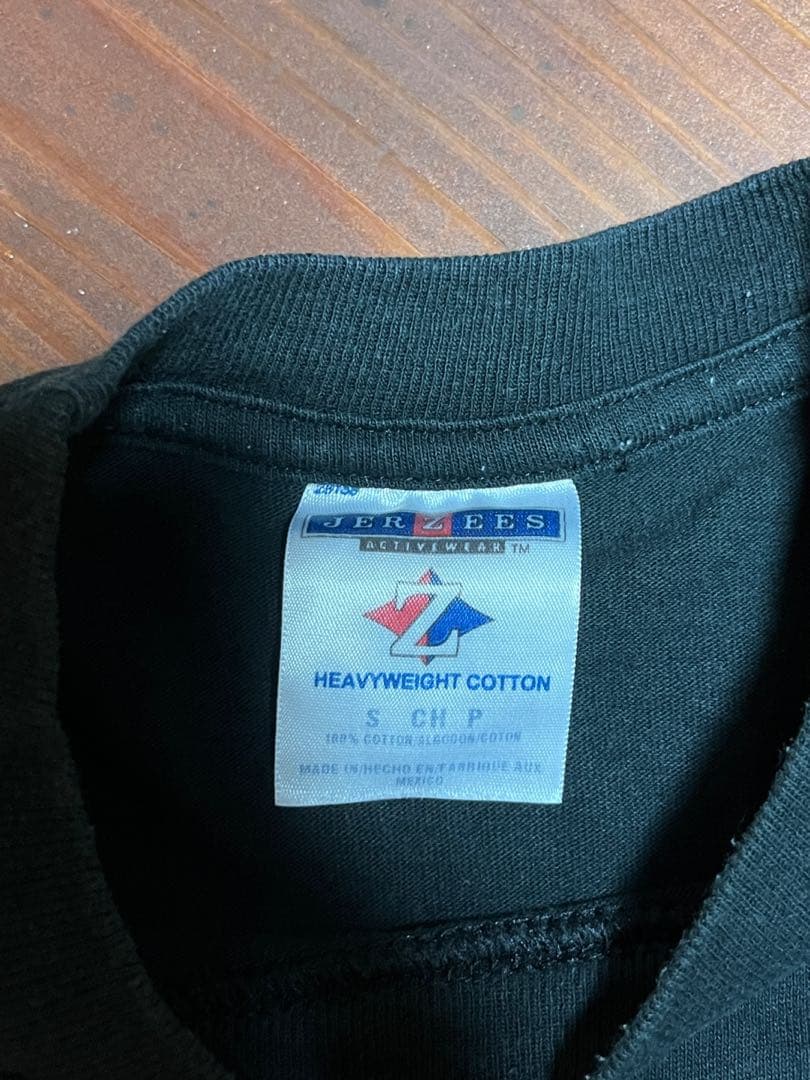 JERZEES
ACTIVEWEAR TM
Z
HEAVYWEIGHT COTTON
S CH P
100% COTTON/ALGODON/COTON
MADE IN/HECHO EN/FABRIQUE AUX
MEXICO